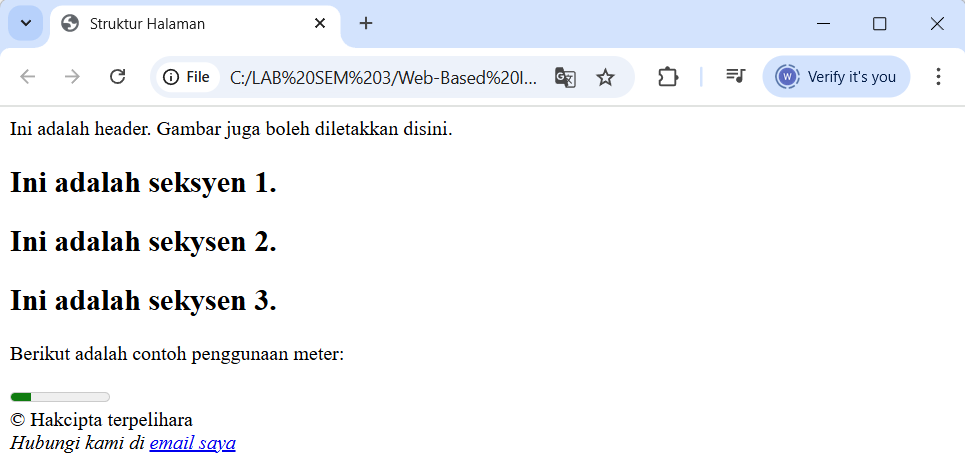 Struktur Halaman
File C:/LAB%20SEM%203/Web-Based%20I... Verify it's you
W
Ini adalah header. Gambar juga boleh diletakkan disini.
Ini adalah seksyen 1.
Ini adalah sekysen 2.
Ini adalah sekysen 3.
Berikut adalah contoh penggunaan meter:
© Hakcipta terpelihara
Hubungi kami di email saya